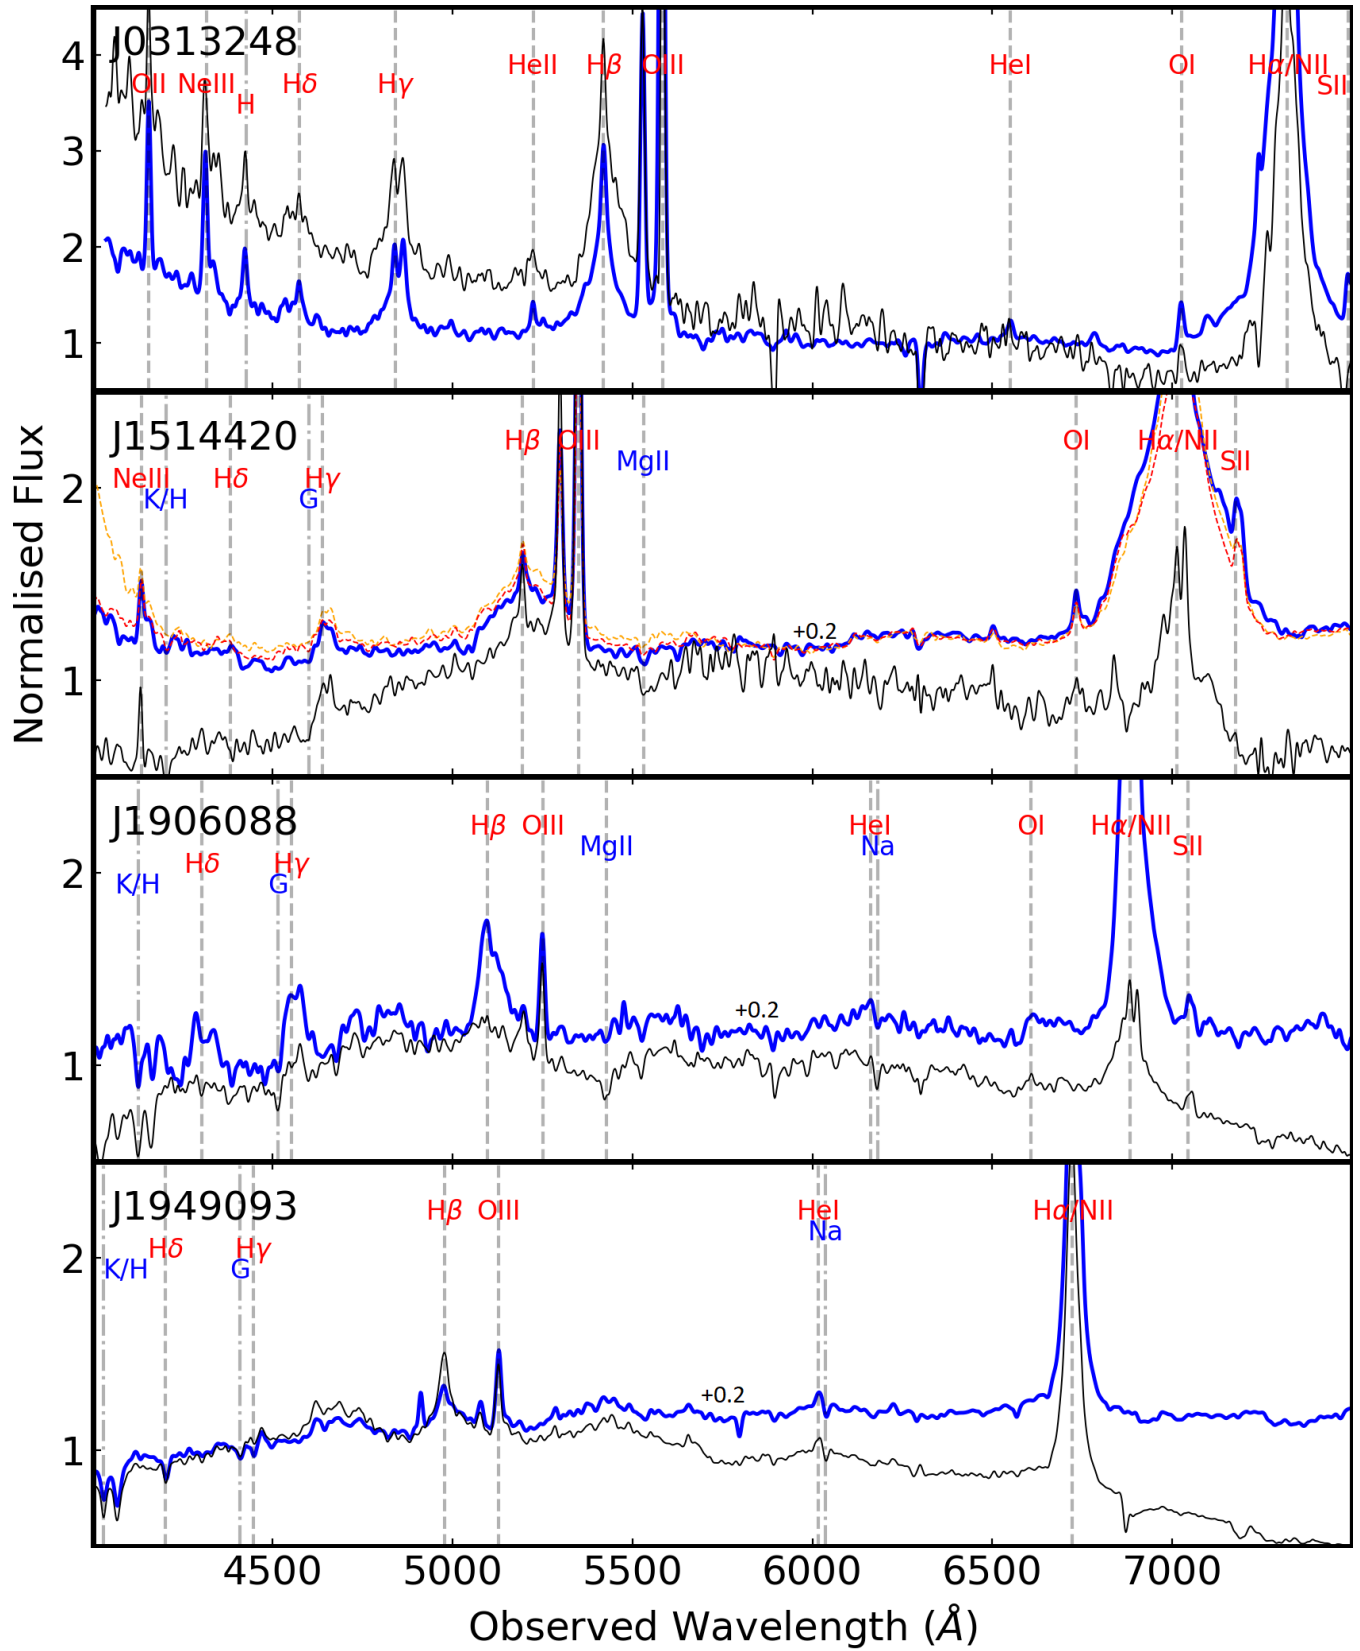 J0313248
4
3
2
1
OII NeIII H Hδ Hγ HeII Hβ OIII HeI OI Hα/NII SII
J1514420
2
1
NeIII K/H Hδ G Hγ Hβ OIII MgII OI Hα/NII SII
+0.2
J1906088
2
1
K/H Hδ G Hγ Hβ OIII MgII HeI Na OI Hα/NII SII
+0.2
J1949093
2
1
K/H Hδ G Hγ Hβ OIII HeI Na Hα/NII
+0.2
Normalised Flux
4500 5000 5500 6000 6500 7000
Observed Wavelength (Å)